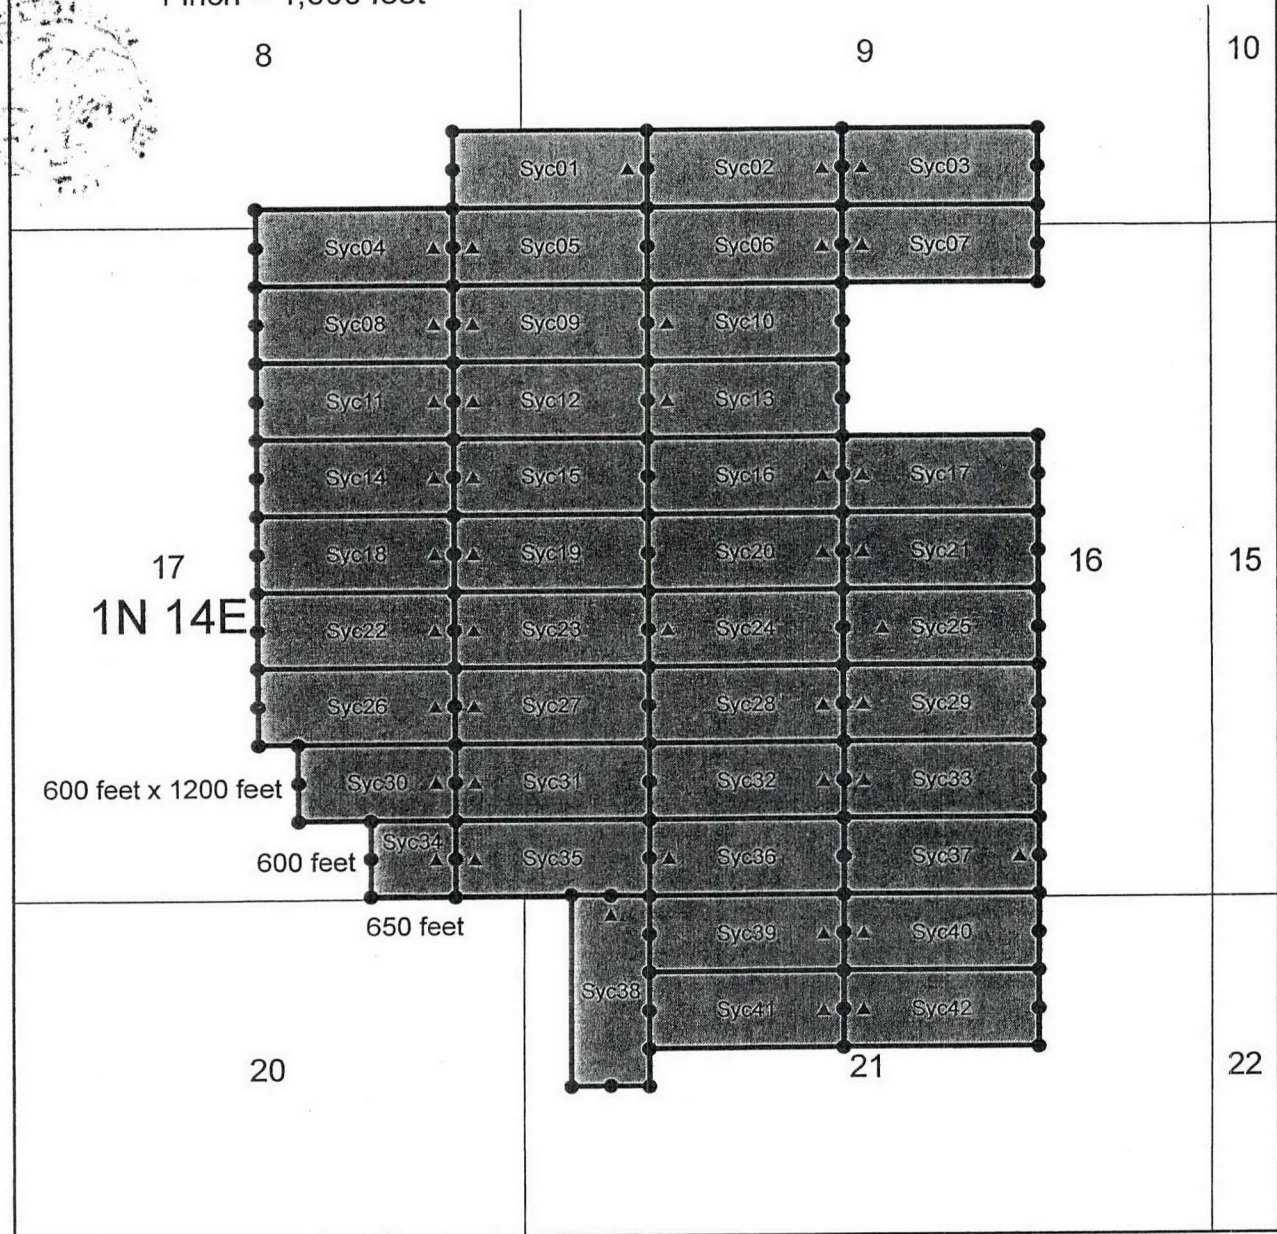 8 9 10
Syc01 Syc02 Syc03
Syc04 Syc05 Syc06 Syc07
Syc08 Syc09 Syc10
Syc11 Syc12 Syc13
Syc14 Syc15 Syc16 Syc17
17 Syc18 Syc19 Syc20 Syc21 16 15
1N 14E Syc22 Syc23 Syc24 Syc25
Syc26 Syc27 Syc28 Syc29
600 feet x 1200 feet Syc30 Syc31 Syc32 Syc33
600 feet Syc34 Syc35 Syc36 Syc37
650 feet Syc39 Syc40
Syc38 Syc41 Syc42
20 21 22